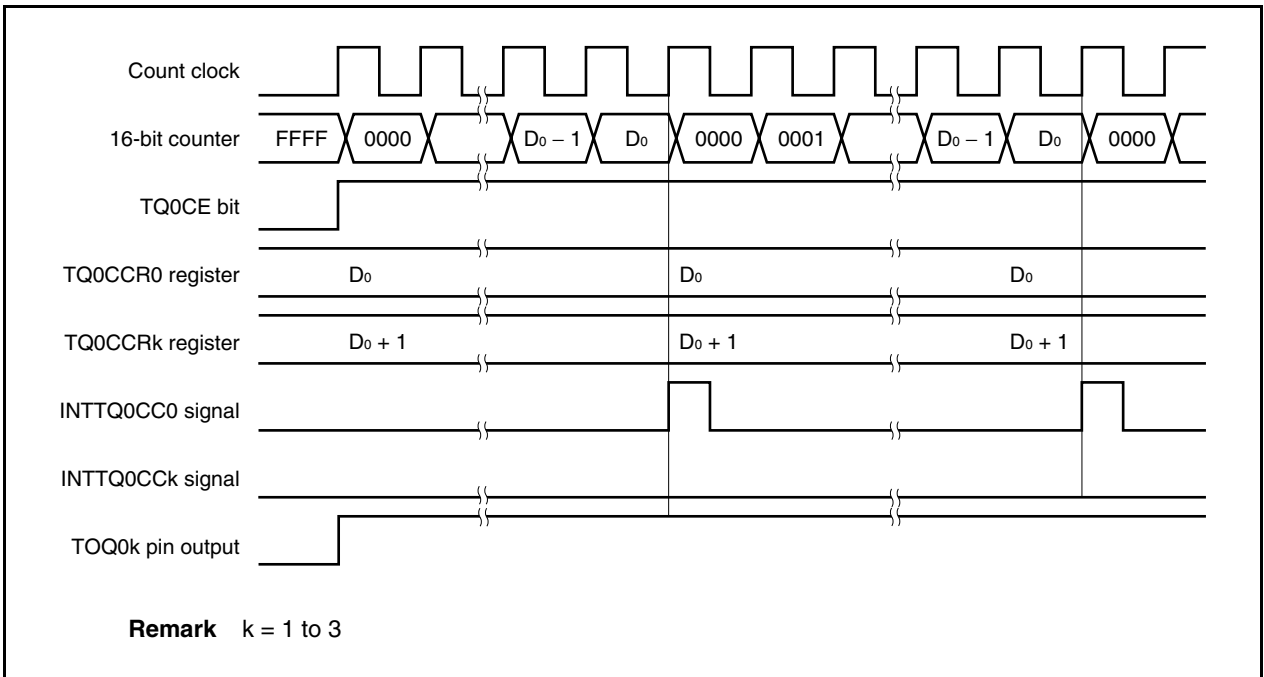 Count clock
16-bit counter FFFF 0000 D₀ − 1 D₀ 0000 0001 D₀ − 1 D₀ 0000
TQ0CE bit
TQ0CCR0 register D₀ D₀ D₀
TQ0CCRk register D₀ + 1 D₀ + 1 D₀ + 1
INTTQ0CC0 signal
INTTQ0CCk signal
TOQ0k pin output
Remark k = 1 to 3